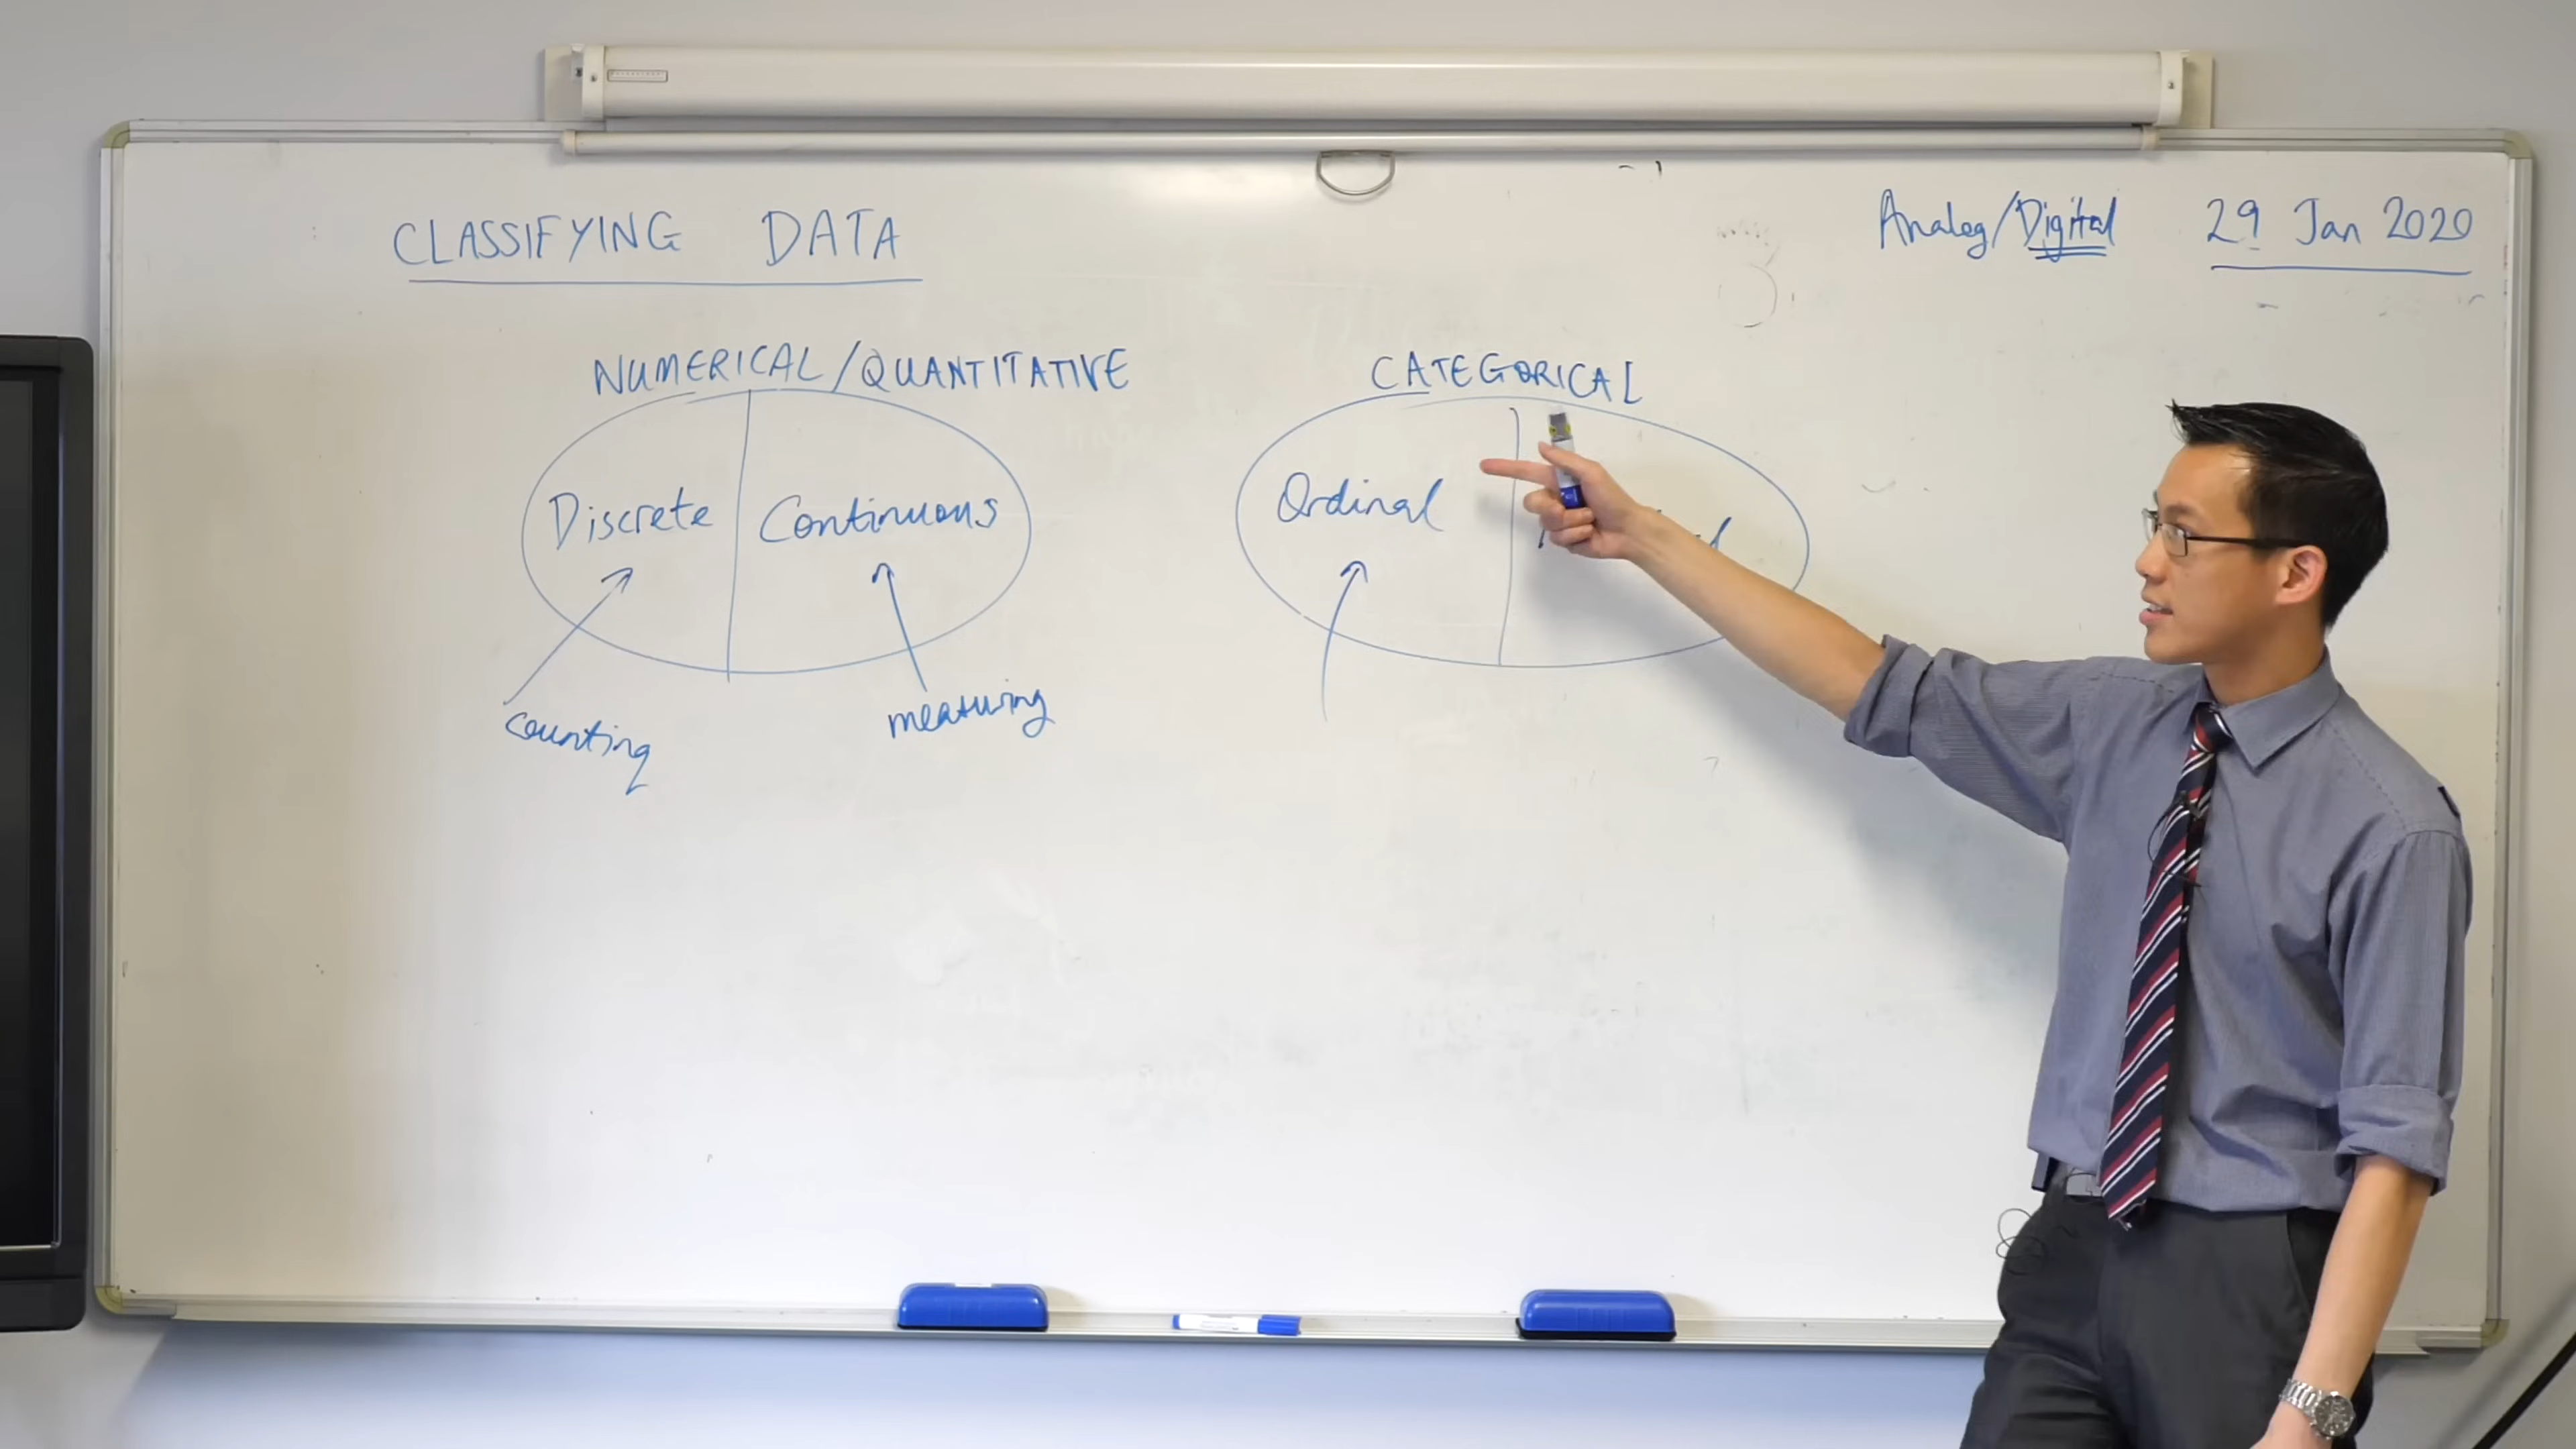 CLASSIFYING DATA
Analog/Digital 29 Jan 2020
NUMERICAL/QUANTITATIVE
CATEGORICAL
Discrete Continuous
Ordinal
counting
measuring